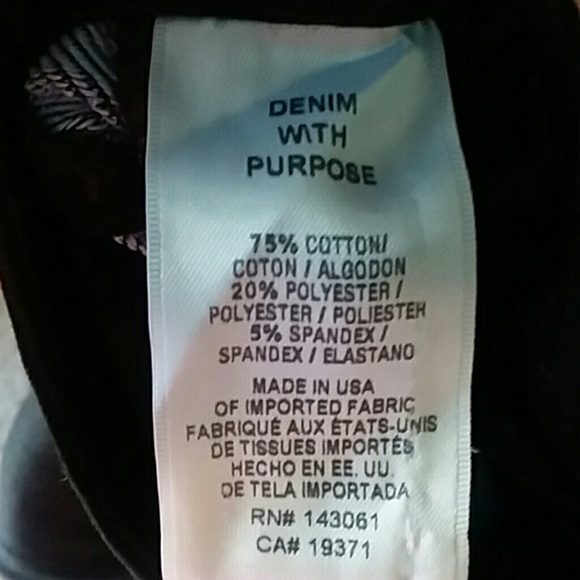 DENIM
WITH
PURPOSE
75% COTTON/
COTON / ALGODON
20% POLYESTER /
POLYESTER / POLIESTER
5% SPANDEX /
SPANDEX / ELASTANO
MADE IN USA
OF IMPORTED FABRIC
FABRIQUÉ AUX ÉTATS-UNIS
DE TISSUES IMPORTÉS
HECHO EN EE. UU.
DE TELA IMPORTADA
RN# 143061
CA# 19371